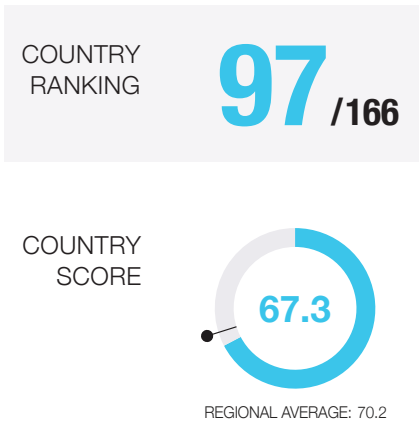 COUNTRY
RANKING
97/166
COUNTRY
SCORE
67.3
REGIONAL AVERAGE: 70.2